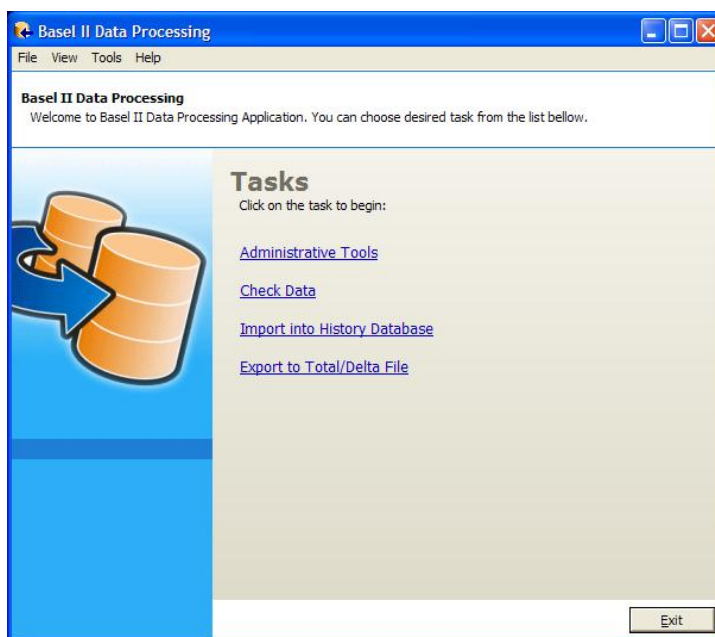 Basel II Data Processing
File View Tools Help
Basel II Data Processing
Welcome to Basel II Data Processing Application. You can choose desired task from the list bellow.
Tasks
Click on the task to begin:
Administrative Tools
Check Data
Import into History Database
Export to Total/Delta File
Exit